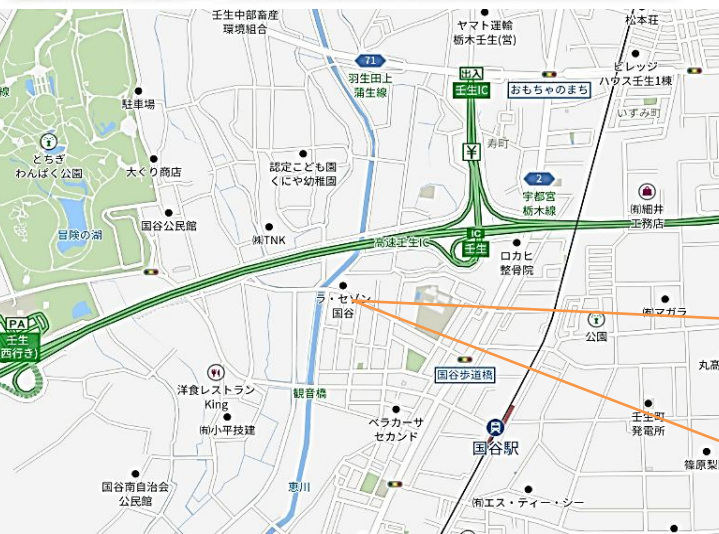 壬生中部畜産
環境組合
ヤマト運輸
栃木壬生(営)
松本荘
71
羽生田上
蒲生線
出入
壬生IC
おもちゃのまち
ビレッジ
ハウス壬生1棟
線
駐車場
いずみ町
寿町
¥
とちぎ
わんぱく公園
大ぐり商店
認定こども園
くにや幼稚園
2
宇都宮
栃木線
㈲細井
工務店
国谷公民館
冒険の湖
㈱TNK
高速壬生IC
IC
壬生
ロカヒ
整骨院
ラ・セゾン
国谷
㈲マガラ
公園
PA
壬生
(西行き)
国谷歩道橋
丸高
洋食レストラン
King
㈲小平技建
観音橋
ベラカーサ
セカンド
壬生町
発電所
国谷駅
篠原梨
国谷南自治会
公民館
恵川
㈲エス・ティー・シー